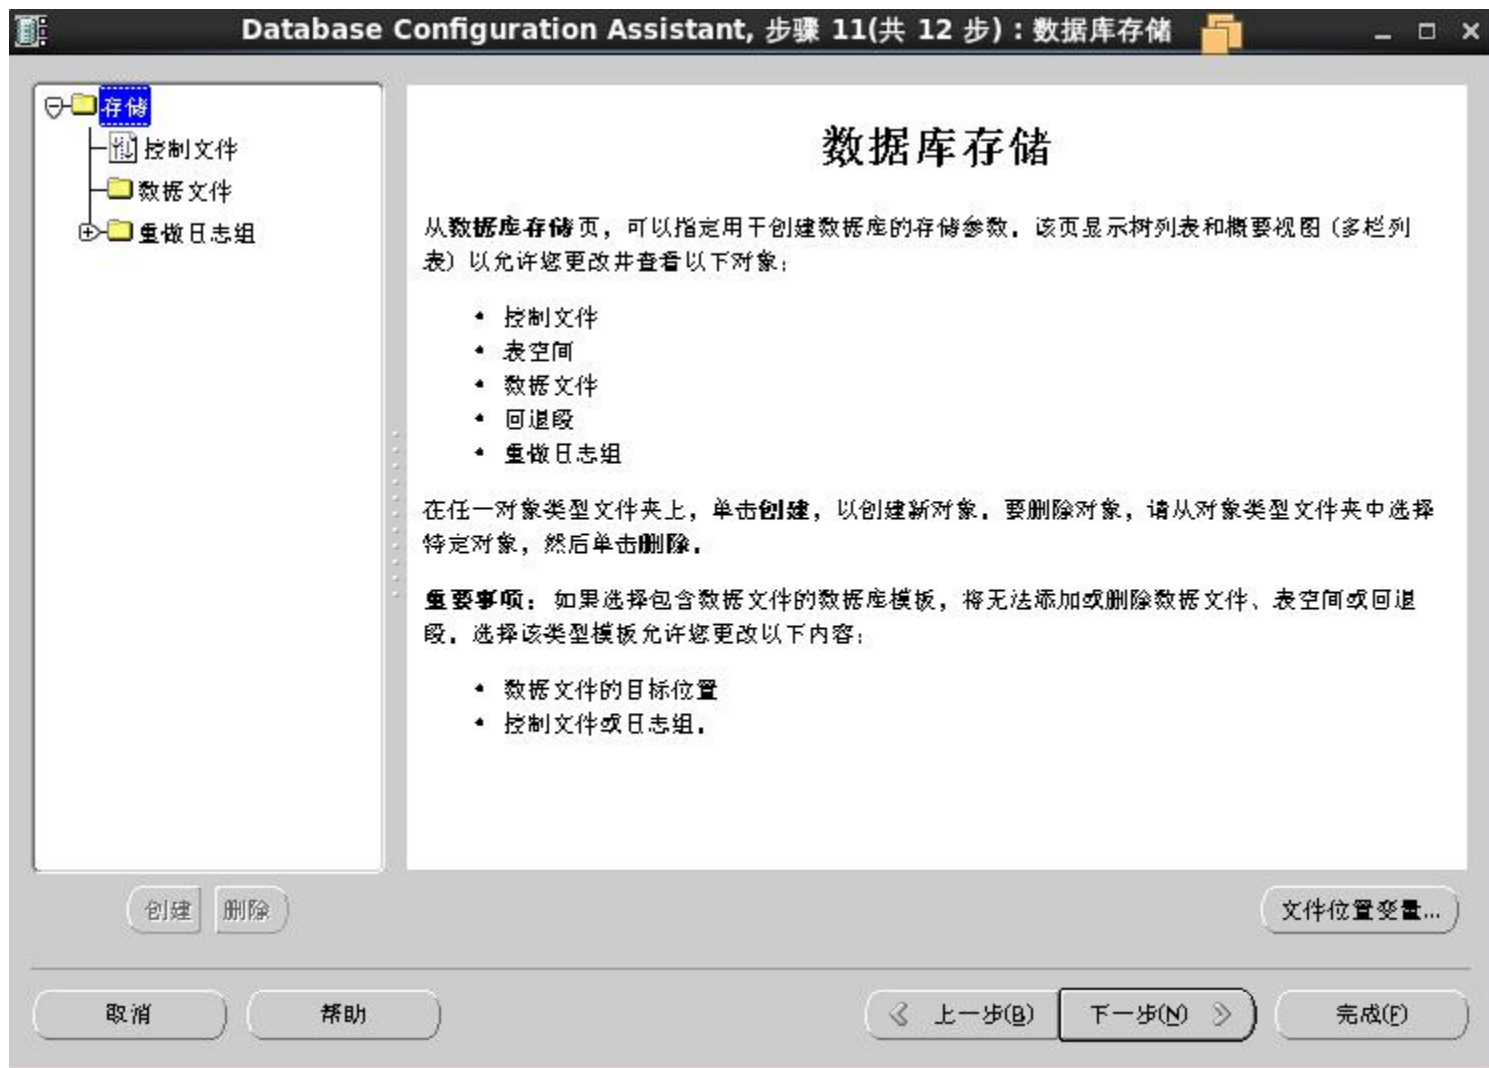 Database Configuration Assistant, 步骤 11(共 12 步) : 数据库存储
存储
控制文件
数据文件
重做日志组
数据库存储
从数据库存储页，可以指定用于创建数据库的存储参数。该页显示树列表和概要视图 (多栏列
表) 以允许您更改并查看以下对象:
• 控制文件
• 表空间
• 数据文件
• 回退段
• 重做日志组
在任一对象类型文件夹上，单击创建，以创建新对象。要删除对象，请从对象类型文件夹中选择
特定对象，然后单击删除。
重要事项: 如果选择包含数据文件的数据库模板，将无法添加或删除数据文件、表空间或回退
段。选择该类型模板允许您更改以下内容:
• 数据文件的目标位置
• 控制文件或日志组。
创建 删除 文件位置变量...
取消 帮助 上一步(B) 下一步(N) 完成(F)